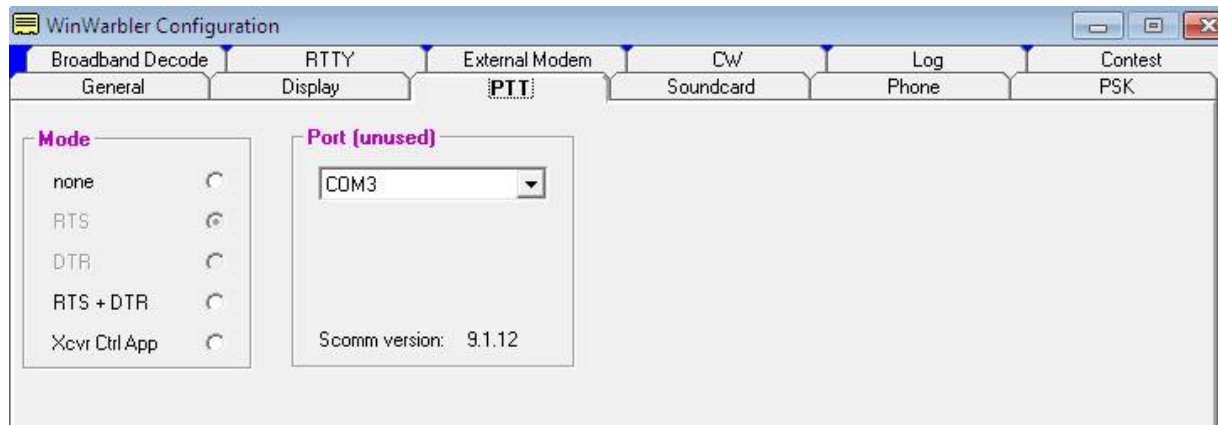 WinWarbler Configuration
Broadband Decode RTTY External Modem CW Log Contest
General Display PTT Soundcard Phone PSK
Mode
none
RTS
DTR
RTS + DTR
Xcvr Ctrl App
Port (unused)
COM3
Scomm version: 9.1.12